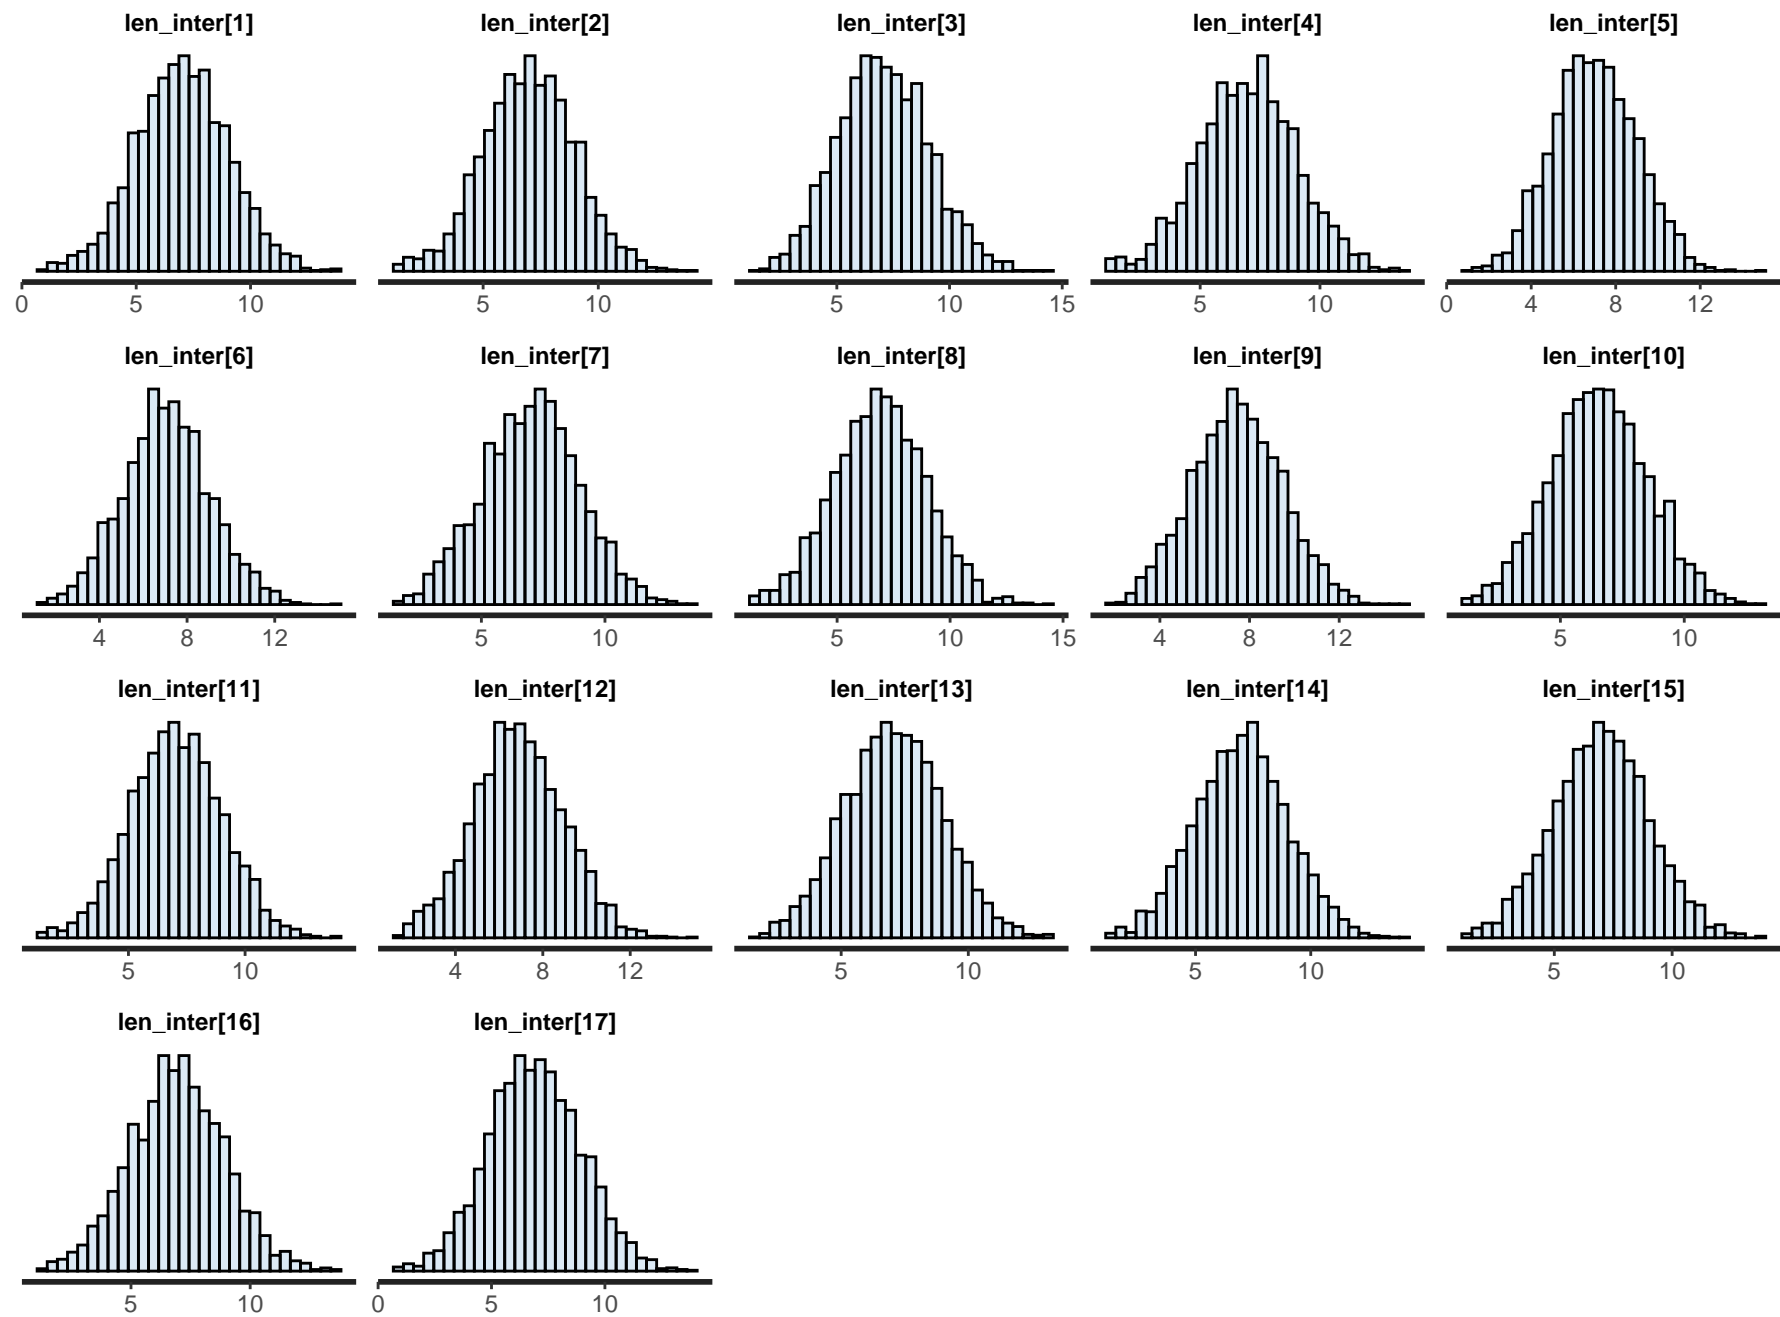 len_inter[1] len_inter[2] len_inter[3] len_inter[4] len_inter[5]
0 5 10 5 10 5 10 15 5 10 0 4 8 12
len_inter[6] len_inter[7] len_inter[8] len_inter[9] len_inter[10]
4 8 12 5 10 5 10 15 4 8 12 5 10
len_inter[11] len_inter[12] len_inter[13] len_inter[14] len_inter[15]
5 10 4 8 12 5 10 5 10 5 10
len_inter[16] len_inter[17]
5 10 0 5 10